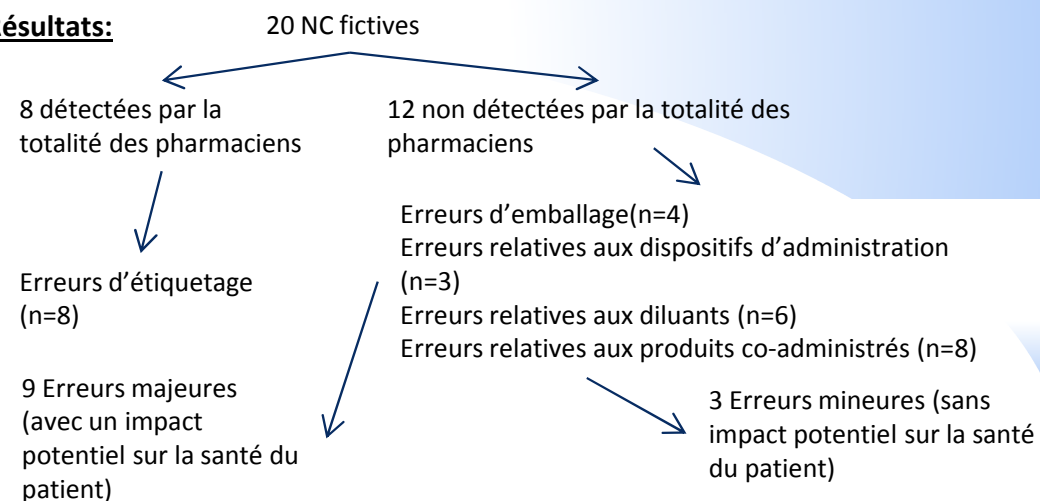 ésultats:
20 NC fictives
8 détectées par la
totalité des pharmaciens
12 non détectées par la totalité des
pharmaciens
Erreurs d’étiquetage
(n=8)
Erreurs d’emballage(n=4)
Erreurs relatives aux dispositifs d’administration
(n=3)
Erreurs relatives aux diluants (n=6)
Erreurs relatives aux produits co-administrés (n=8)
9 Erreurs majeures
(avec un impact
potentiel sur la santé du
patient)
3 Erreurs mineures (sans
impact potentiel sur la santé
du patient)